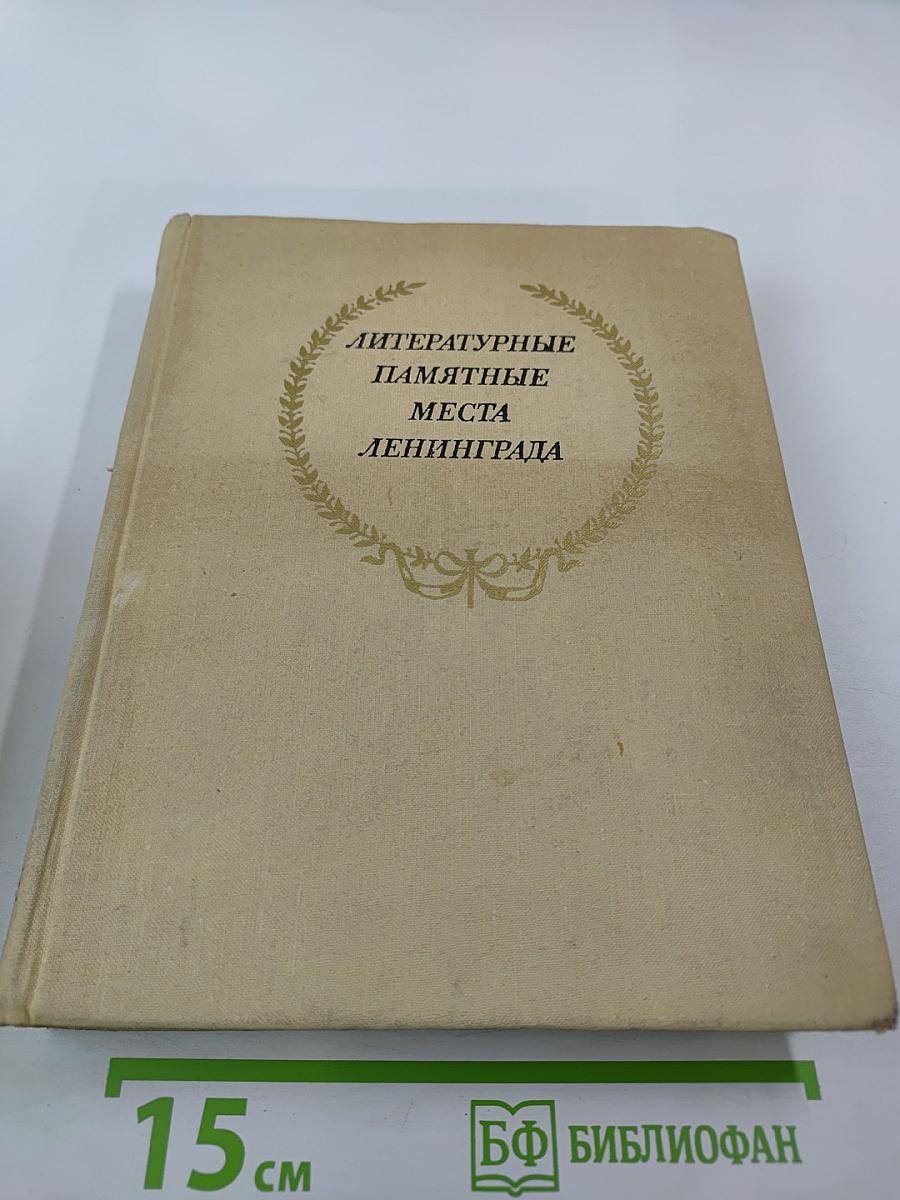 ЛИТЕРАТУРНЫЕ
ПАМЯТНЫЕ
МЕСТА
ЛЕНИНГРАДА
15 см
БФ БИБЛИОФАН